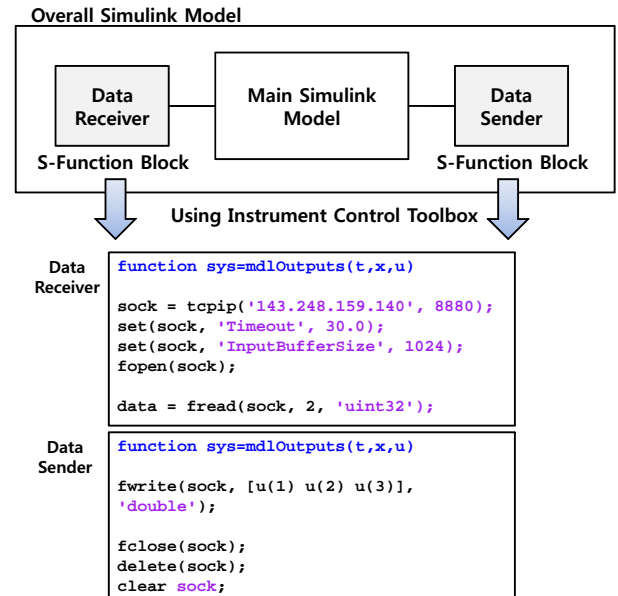 Overall Simulink Model
Data
Receiver
Main Simulink
Model
Data
Sender
S-Function Block
S-Function Block
Using Instrument Control Toolbox
Data
Receiver
function sys=mdlOutputs(t,x,u)
sock = tcpip('143.248.159.140', 8880);
set(sock, 'Timeout', 30.0);
set(sock, 'InputBufferSize', 1024);
fopen(sock);
data = fread(sock, 2, 'uint32');
Data
Sender
function sys=mdlOutputs(t,x,u)
fwrite(sock, [u(1) u(2) u(3)],
'double');
fclose(sock);
delete(sock);
clear sock;